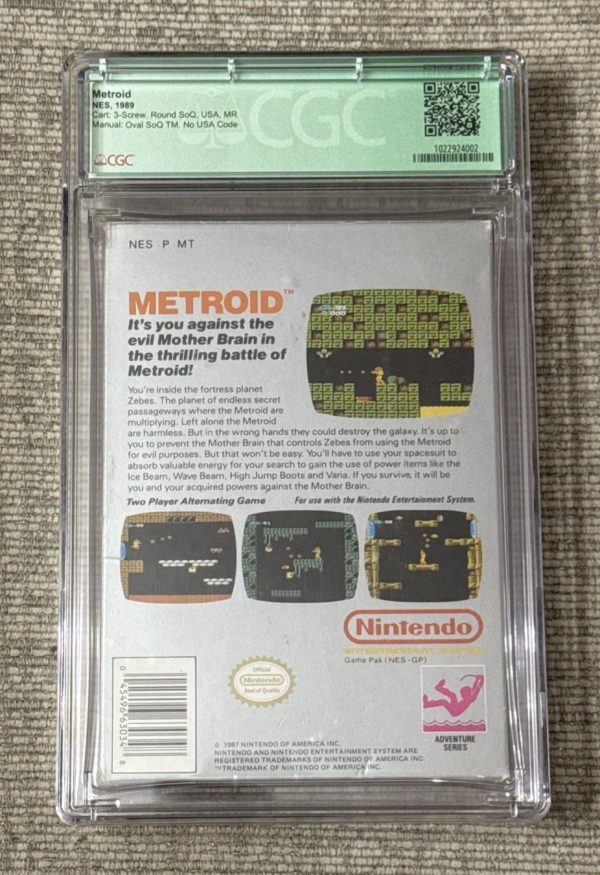 Metroid
NES, 1989
Cart: 3-Screw, Round SoQ, USA, MR
Manual: Oval SoQ TM, No USA Code
CGC
CGC
1022924002
NES P MT
METROID™
It's you against the
evil Mother Brain in
the thrilling battle of
Metroid!
You're inside the fortress planet
Zebes. The planet of endless secret
passageways where the Metroid are
multiplying. Left alone the Metroid
are harmless. But in the wrong hands they could destroy the galaxy. It's up to
you to prevent the Mother Brain that controls Zebes from using the Metroid
for evil purposes. But that won't be easy. You'll have to use your spacesuit to
absorb valuable energy for your search to gain the use of power items like the
Ice Beam, Wave Beam, High Jump Boots and Varia. If you survive, it will be
you and your acquired powers against the Mother Brain.
Two Player Alternating Game For use with the Nintendo Entertainment System.
Nintendo
ENTERTAINMENT SYSTEM
Game Pak (NES-GP)
Official
Nintendo
Seal of Quality
ADVENTURE
SERIES
0 45496 63034 8
© 1987 NINTENDO OF AMERICA INC.
NINTENDO AND NINTENDO ENTERTAINMENT SYSTEM ARE
REGISTERED TRADEMARKS OF NINTENDO OF AMERICA INC.
™TRADEMARK OF NINTENDO OF AMERICA INC.